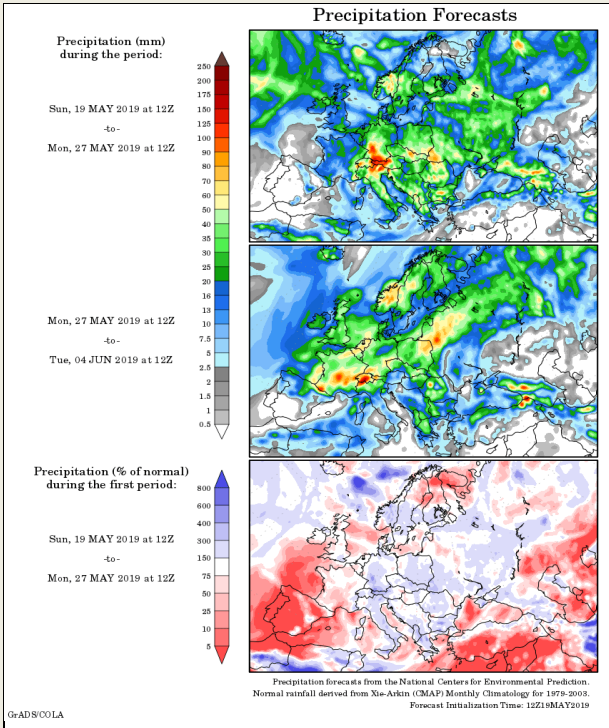 Precipitation Forecasts
Precipitation (mm)
during the period:
Sun, 19 MAY 2019 at 12Z
-to-
Mon, 27 MAY 2019 at 12Z
250
200
175
150
125
100
90
80
70
60
50
40
35
30
25
20
16
13
10
7.5
5
2.5
2
1.5
1
0.5
Mon, 27 MAY 2019 at 12Z
-to-
Tue, 04 JUN 2019 at 12Z
Precipitation (% of normal)
during the first period:
Sun, 19 MAY 2019 at 12Z
-to-
Mon, 27 MAY 2019 at 12Z
800
600
400
300
150
75
50
25
10
5
Precipitation forecasts from the National Centers for Environmental Prediction.
Normal rainfall derived from Xie-Arkin (CMAP) Monthly Climatology for 1979-2003.
Forecast Initialization Time: 12Z19MAY2019
GrADS/COLA